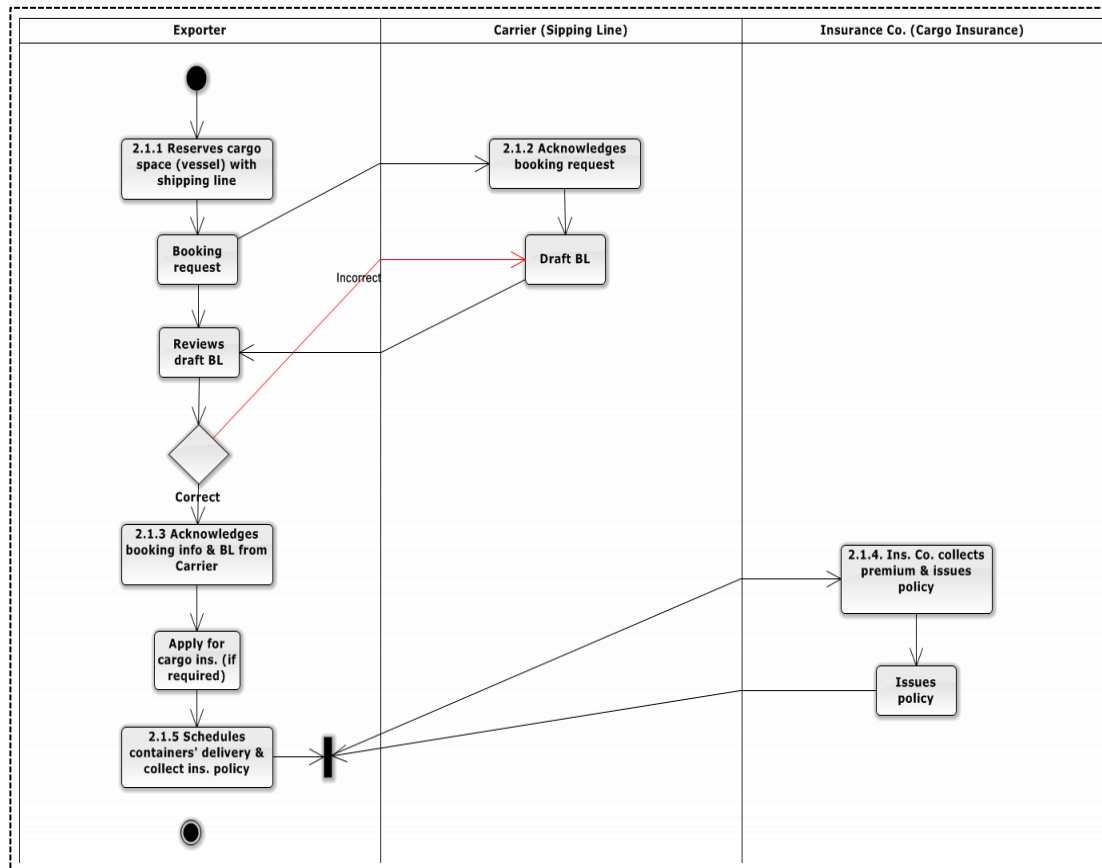 Exporter
Carrier (Sipping Line)
Insurance Co. (Cargo Insurance)
2.1.1 Reserves cargo
space (vessel) with
shipping line
2.1.2 Acknowledges
booking request
Booking
request
Draft BL
Incorrect
Reviews
draft BL
Correct
2.1.3 Acknowledges
booking info & BL from
Carrier
2.1.4. Ins. Co. collects
premium & issues
policy
Apply for
cargo ins. (if
required)
Issues
policy
2.1.5 Schedules
containers' delivery &
collect ins. policy